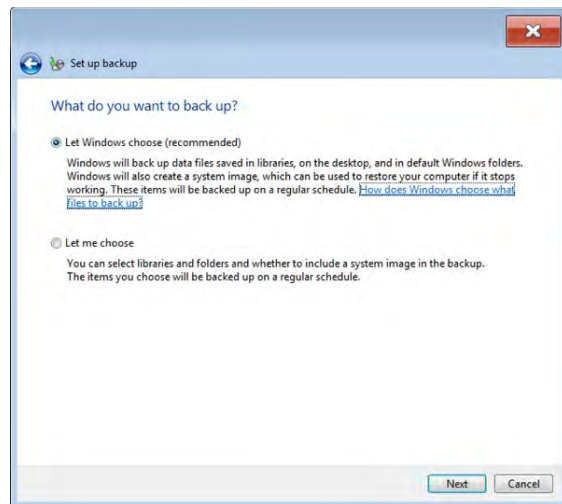 Set up backup
What do you want to back up?
Let Windows choose (recommended)
Windows will back up data files saved in libraries, on the desktop, and in default Windows folders.
Windows will also create a system image, which can be used to restore your computer if it stops
working. These items will be backed up on a regular schedule. How does Windows choose what
files to back up?
Let me choose
You can select libraries and folders and whether to include a system image in the backup.
The items you choose will be backed up on a regular schedule.
Next Cancel